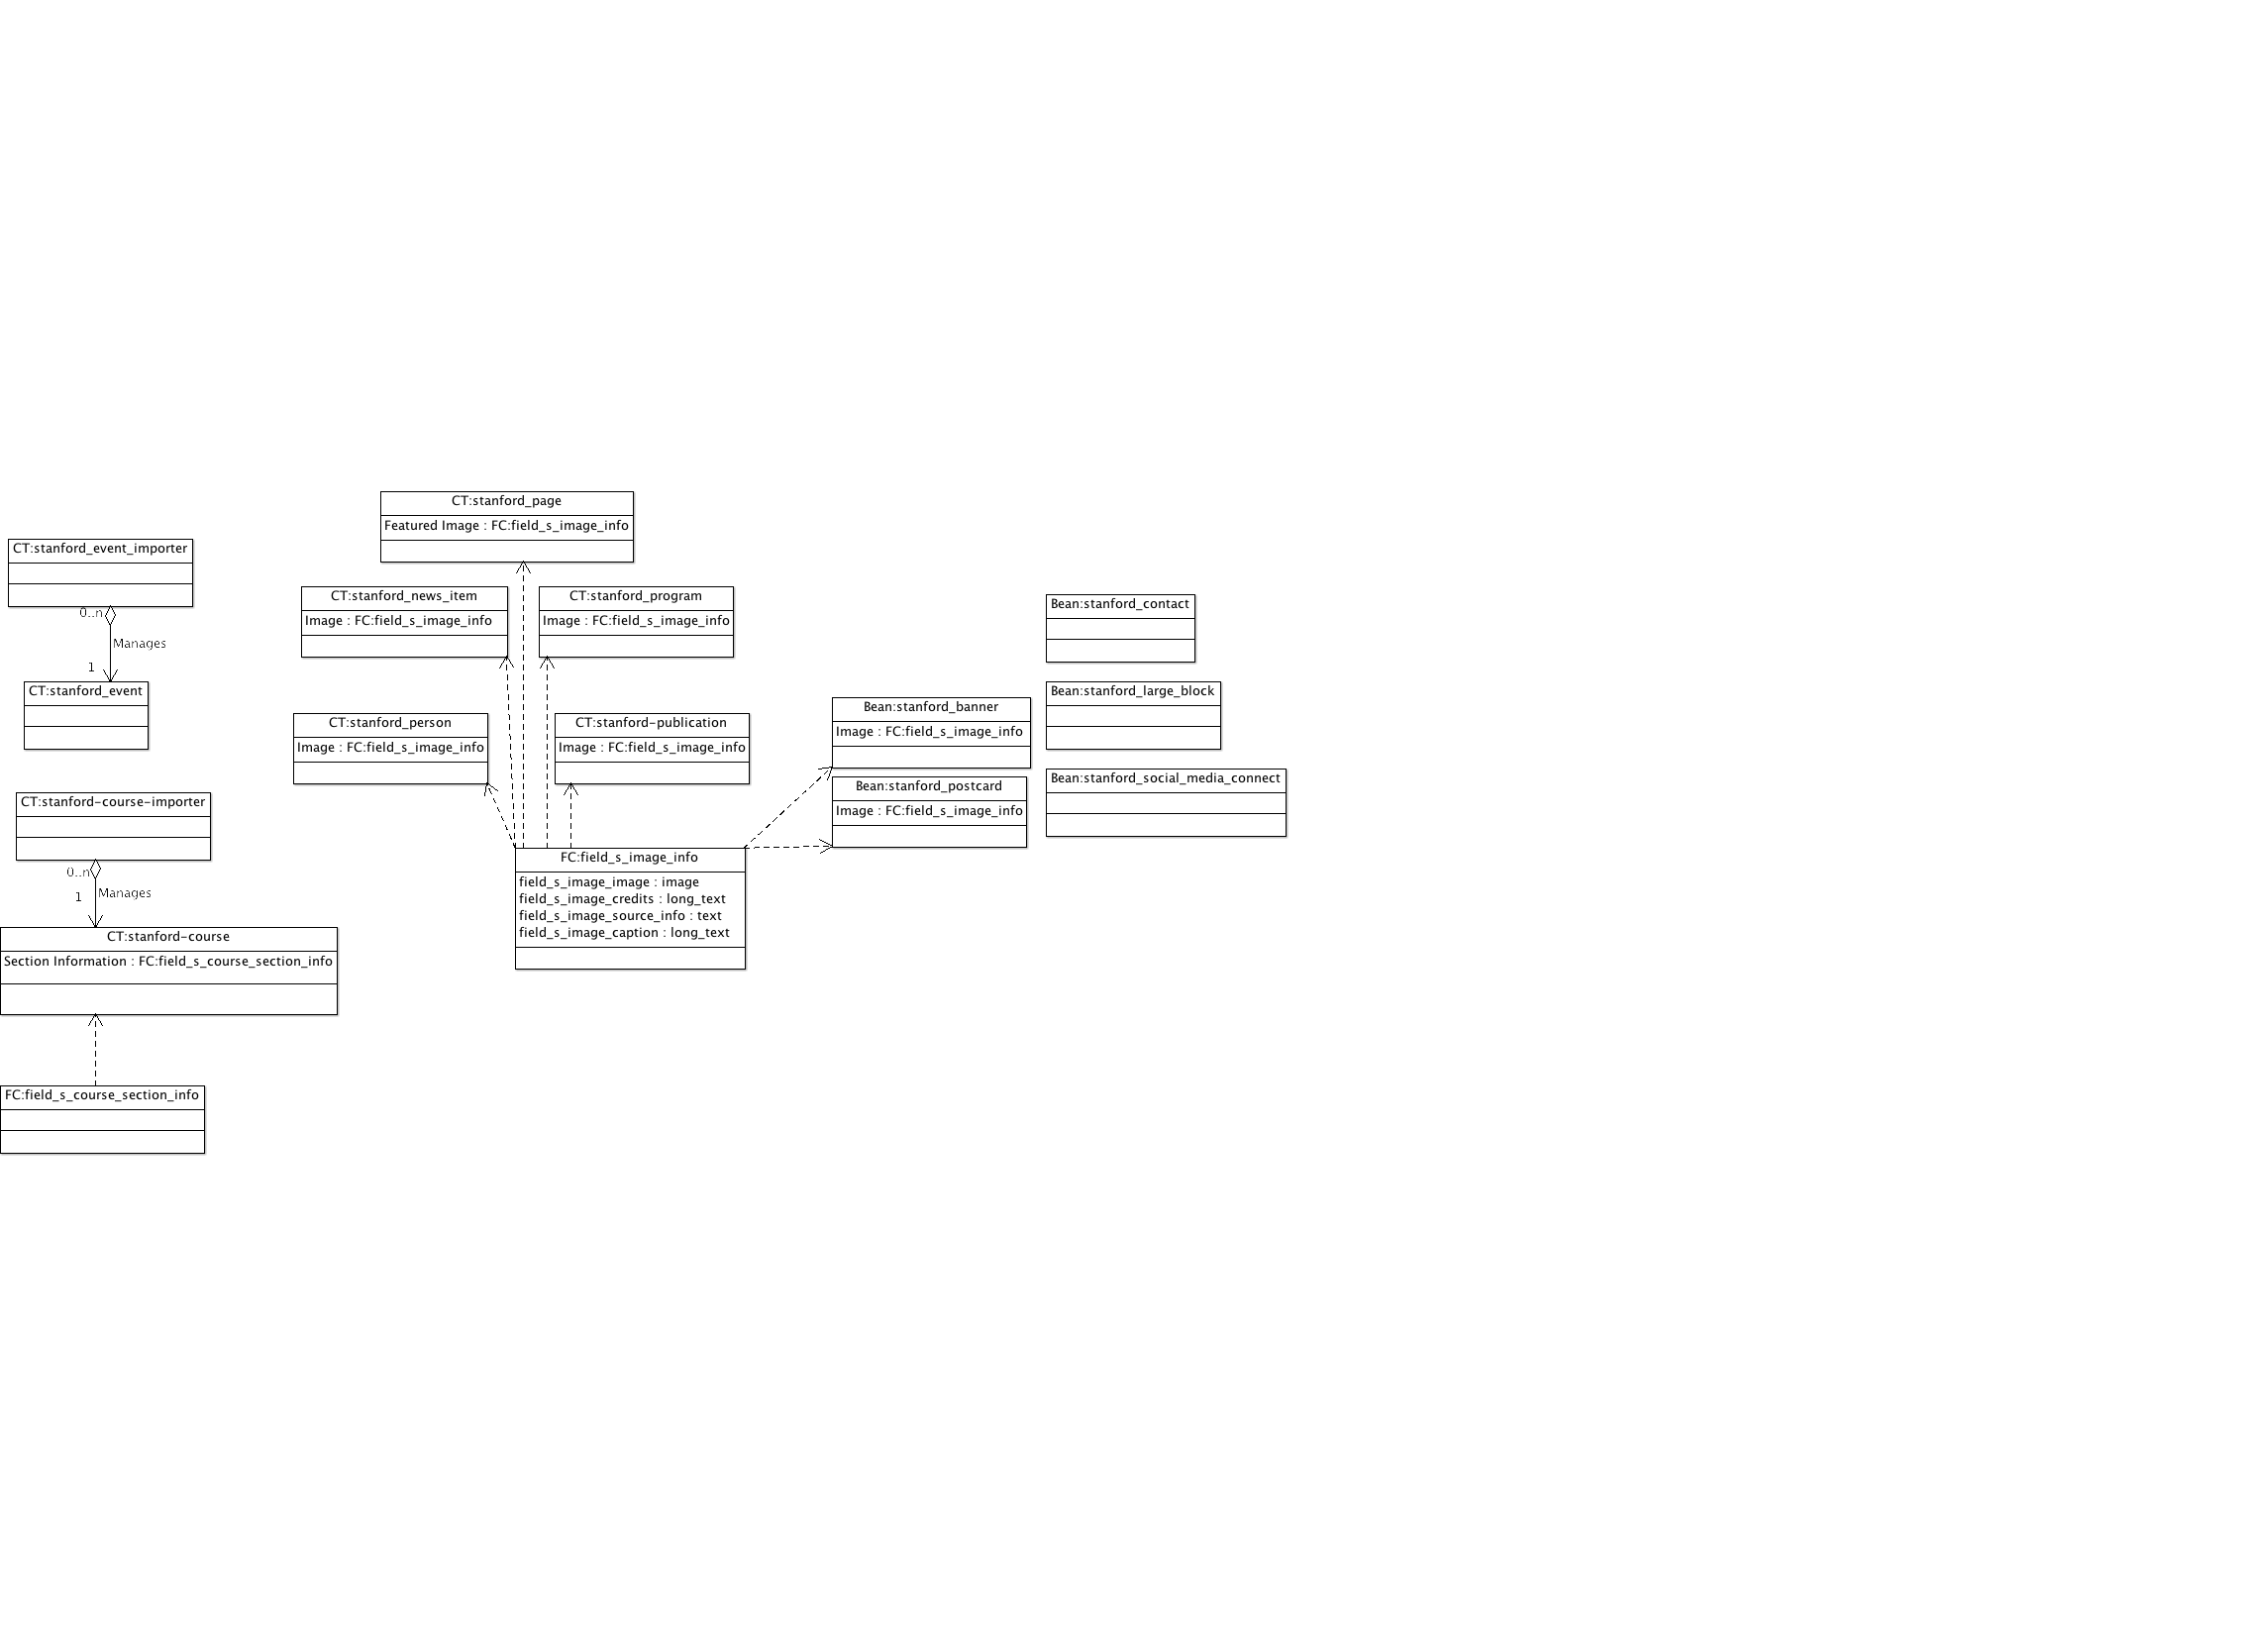 CT:stanford_page
Featured Image : FC:field_s_image_info
CT:stanford_event_importer
0..n
Manages
1
CT:stanford_event
CT:stanford_news_item
Image : FC:field_s_image_info
CT:stanford_program
Image : FC:field_s_image_info
CT:stanford_person
Image : FC:field_s_image_info
CT:stanford-publication
Image : FC:field_s_image_info
Bean:stanford_banner
Image : FC:field_s_image_info
Bean:stanford_postcard
Image : FC:field_s_image_info
Bean:stanford_contact
Bean:stanford_large_block
Bean:stanford_social_media_connect
CT:stanford-course-importer
0..n
Manages
1
CT:stanford-course
Section Information : FC:field_s_course_section_info
FC:field_s_course_section_info
FC:field_s_image_info
field_s_image_image : image
field_s_image_credits : long_text
field_s_image_source_info : text
field_s_image_caption : long_text